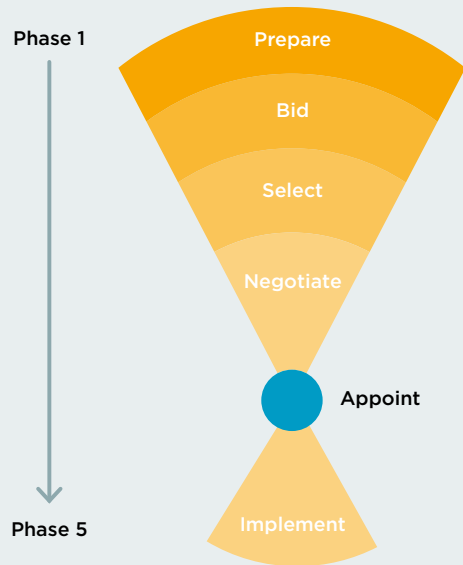 Phase 1
Prepare
Bid
Select
Negotiate
Appoint
Implement
Phase 5